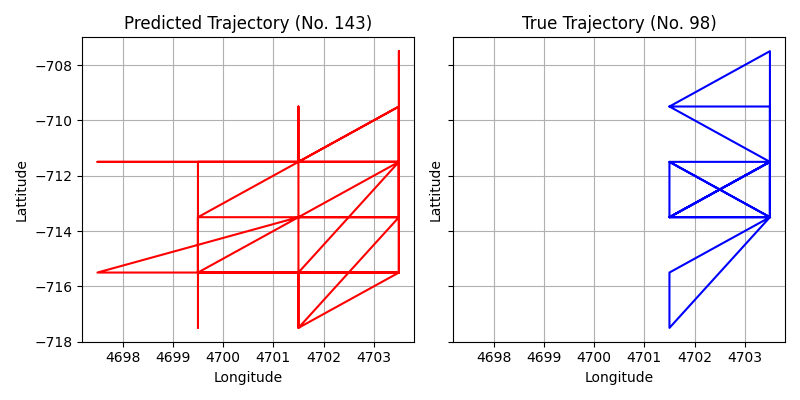 Predicted Trajectory (No. 143)
True Trajectory (No. 98)
−708
−710
−712
−714
−716
−718
Lattitude
Lattitude
4698 4699 4700 4701 4702 4703
4698 4699 4700 4701 4702 4703
Longitude
Longitude